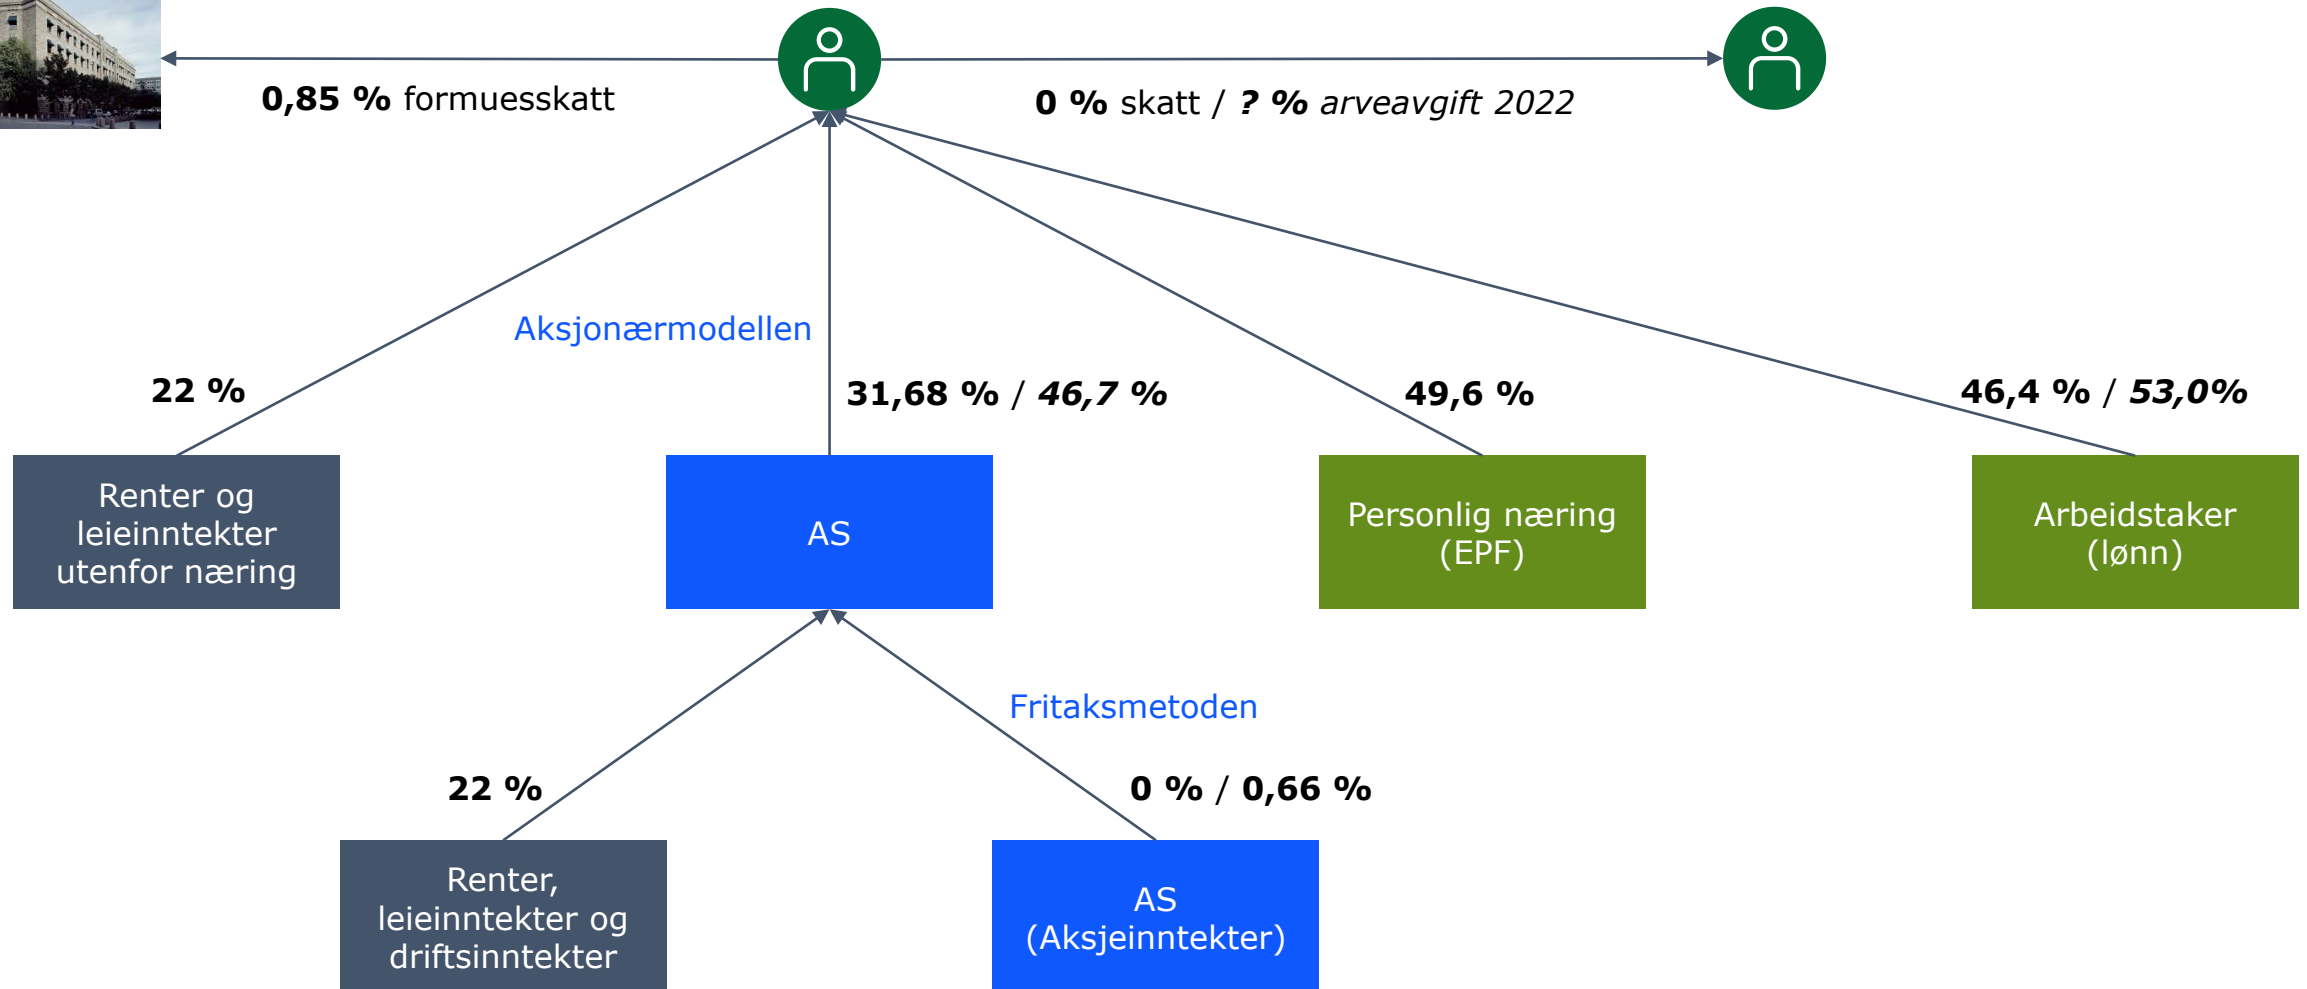 0,85 % formuesskatt
0 % skatt / ? % arveavgift 2022
Aksjonærmodellen
22 %
31,68 % / 46,7 %
49,6 %
46,4 % / 53,0%
Renter og
leieinntekter
utenfor næring
AS
Personlig næring
(EPF)
Arbeidstaker
(lønn)
Fritaksmetoden
22 %
0 % / 0,66 %
Renter,
leieinntekter og
driftsinntekter
AS
(Aksjeinntekter)